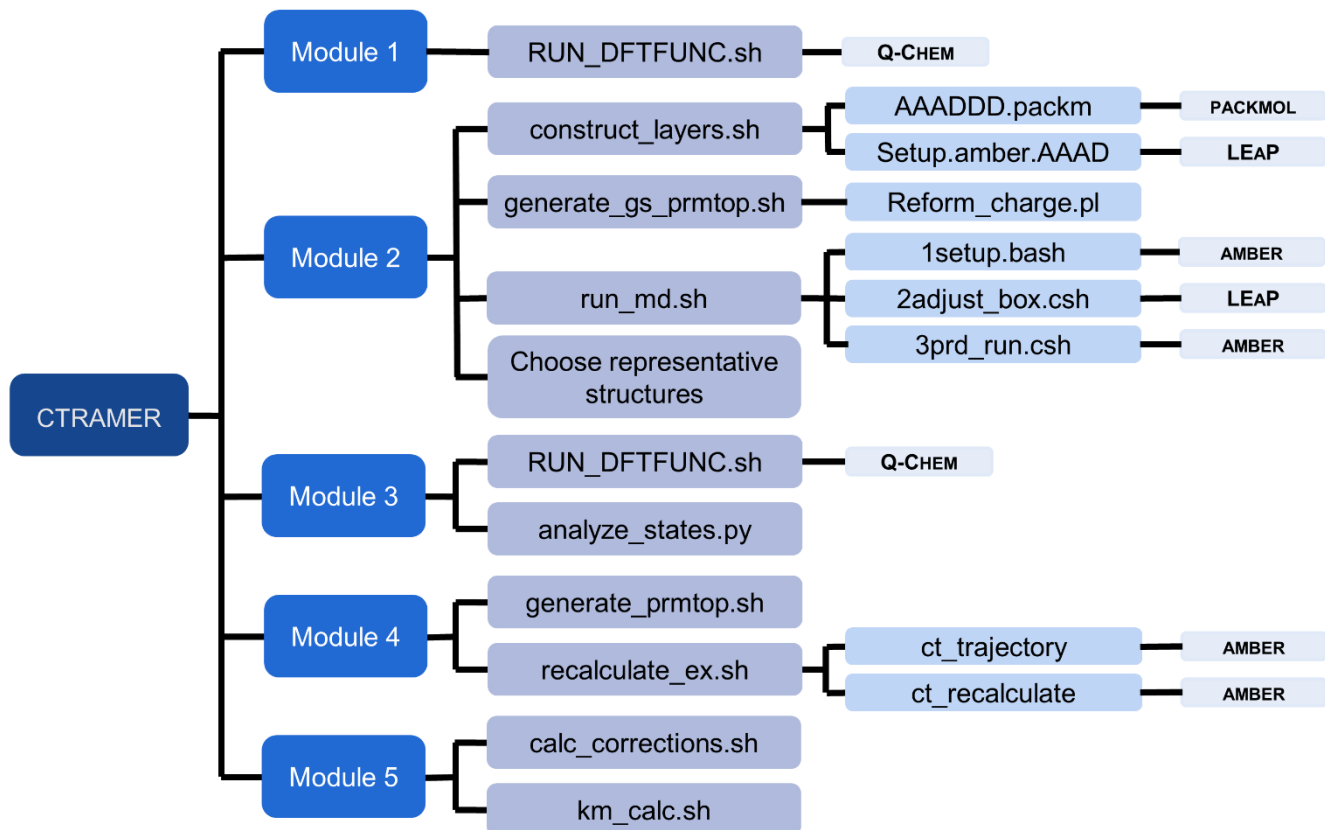 Module 1
RUN_DFTFUNC.sh
Q-CHEM
Module 2
construct_layers.sh
AAADDD.packm
PACKMOL
Setup.amber.AAAD
LEAP
generate_gs_prmtop.sh
Reform_charge.pl
run_md.sh
1setup.bash
AMBER
2adjust_box.csh
LEAP
3prd_run.csh
AMBER
Choose representative
structures
CTRAMER
Module 3
RUN_DFTFUNC.sh
Q-CHEM
analyze_states.py
Module 4
generate_prmtop.sh
recalculate_ex.sh
ct_trajectory
AMBER
ct_recalculate
AMBER
Module 5
calc_corrections.sh
km_calc.sh